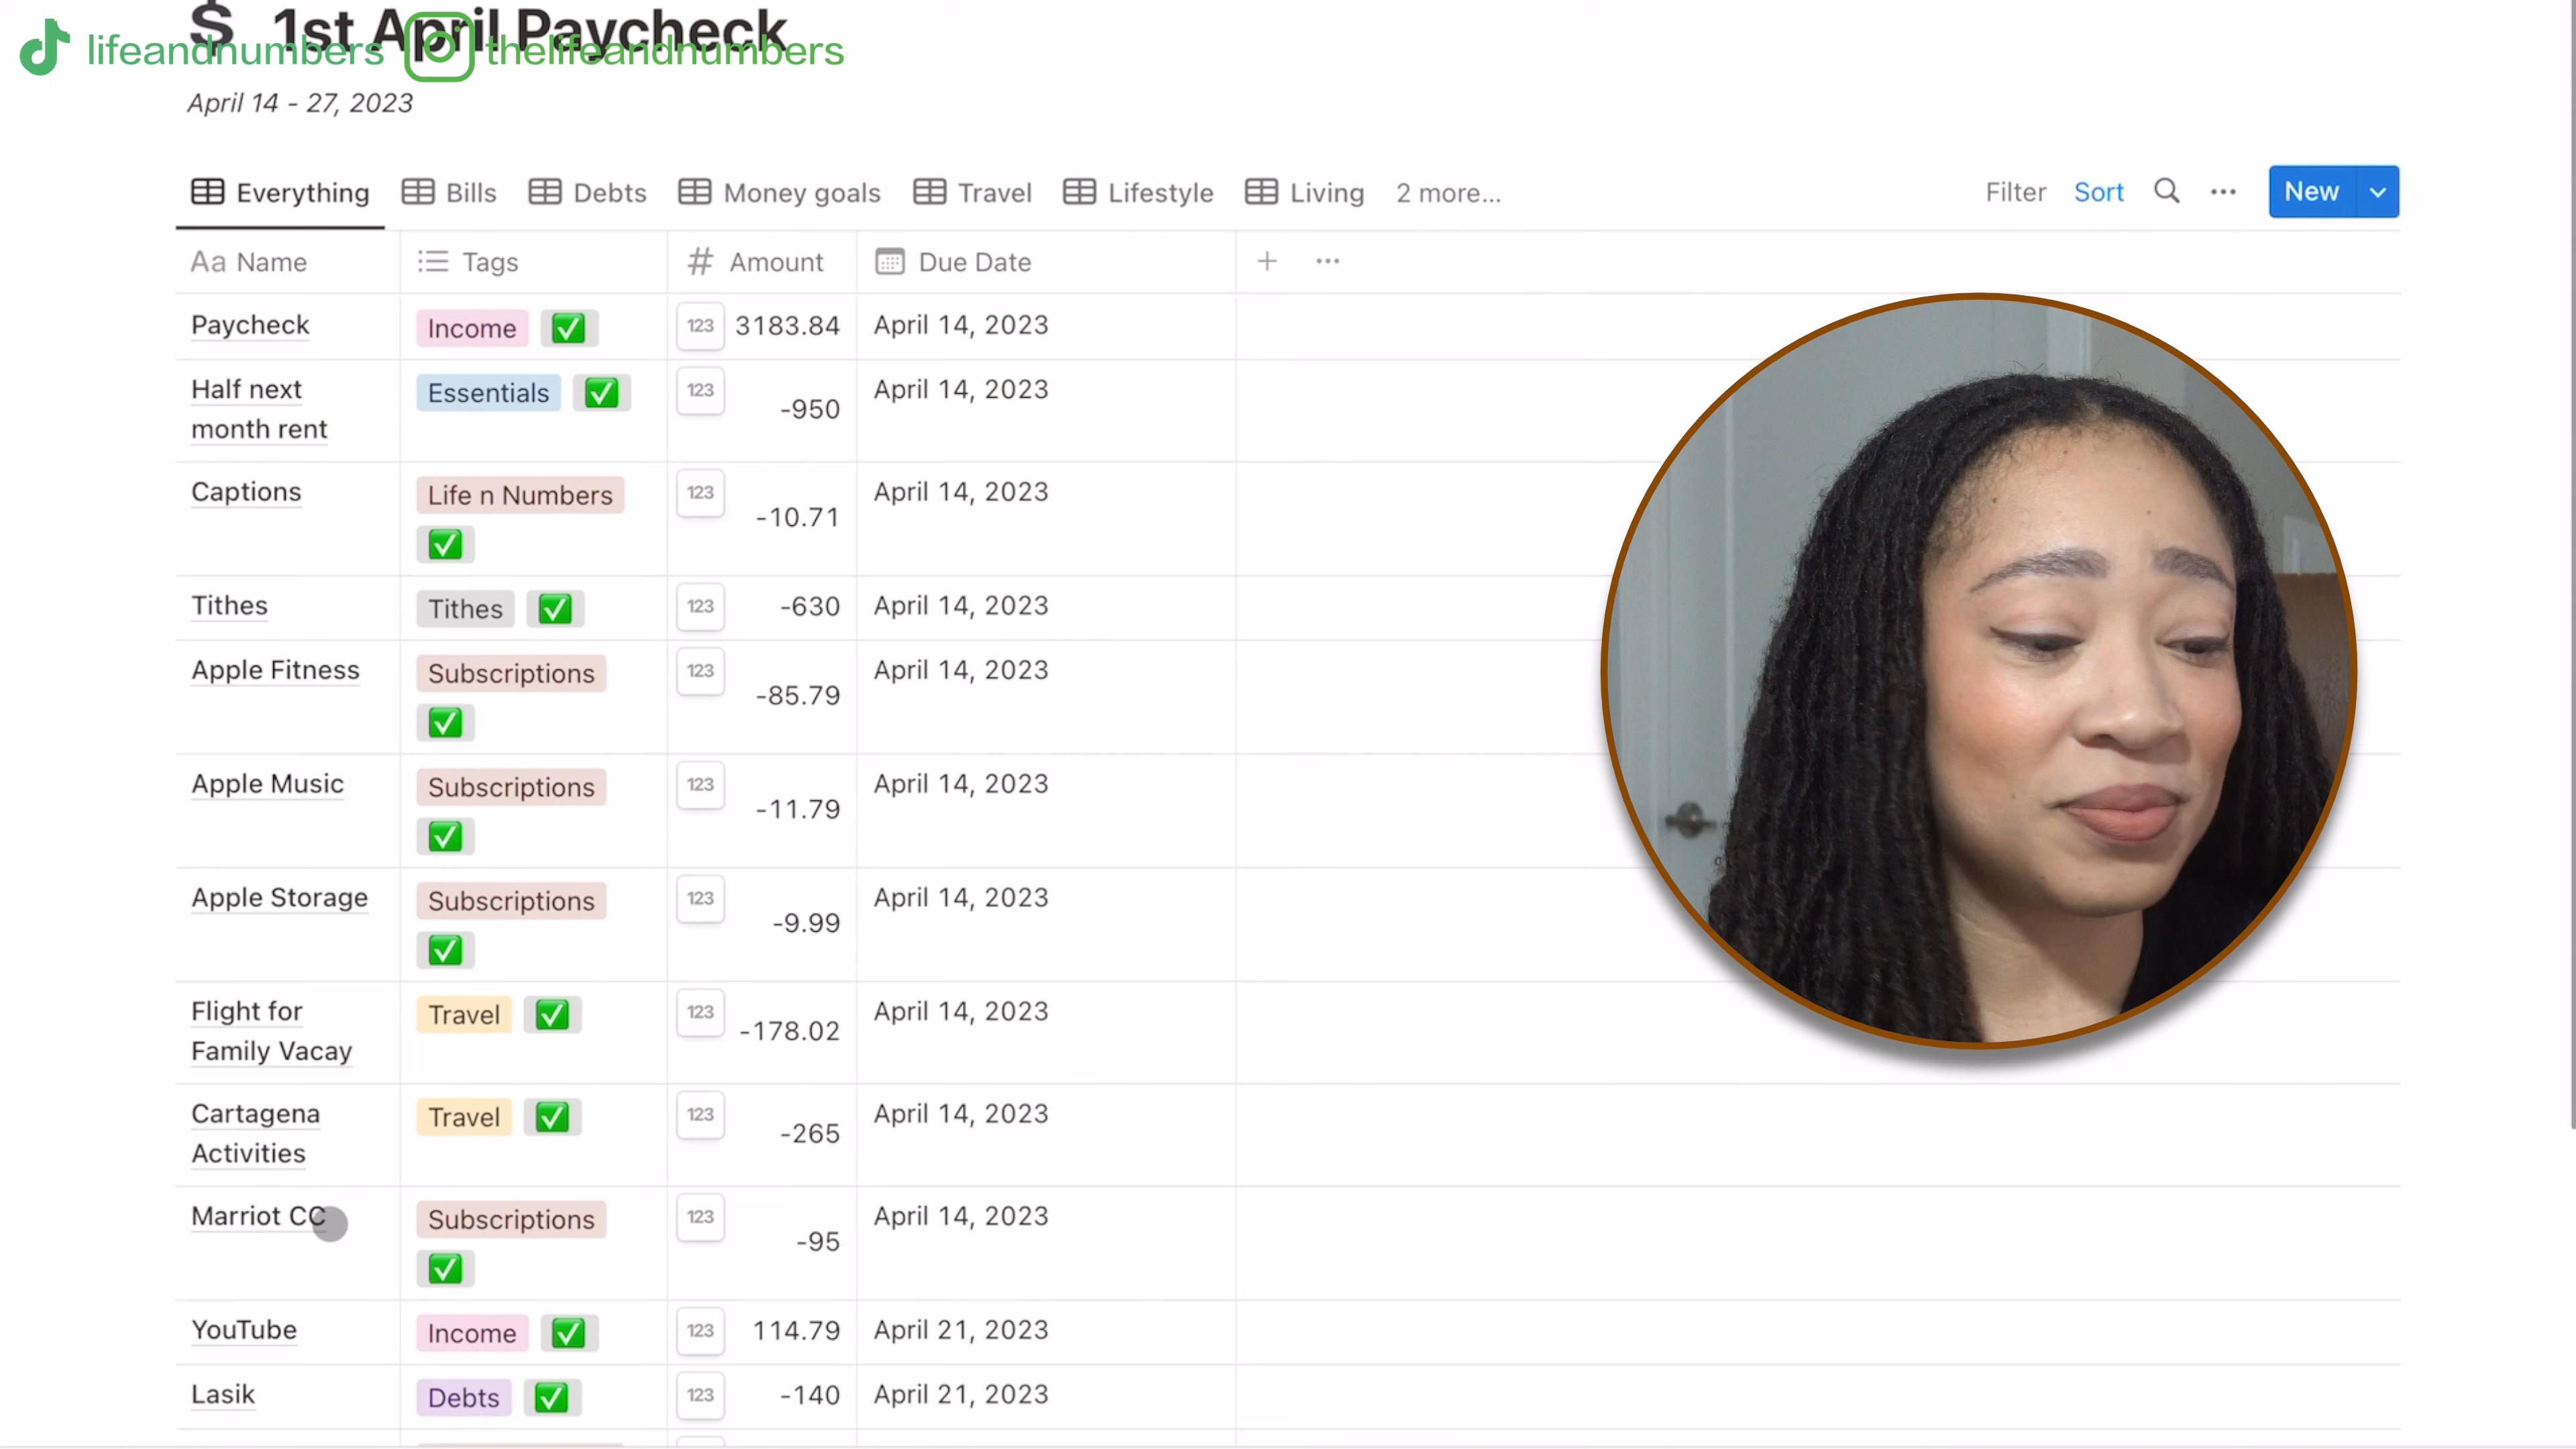 $ 1st April Paycheck
lifeandnumbers thelifeandnumbers
April 14 - 27, 2023
Everything Bills Debts Money goals Travel Lifestyle Living 2 more... Filter Sort New
Aa Name Tags # Amount Due Date + ...
Paycheck Income 123 3183.84 April 14, 2023
Half next Essentials 123 -950 April 14, 2023
month rent
Captions Life n Numbers 123 -10.71 April 14, 2023
Tithes Tithes 123 -630 April 14, 2023
Apple Fitness Subscriptions 123 -85.79 April 14, 2023
Apple Music Subscriptions 123 -11.79 April 14, 2023
Apple Storage Subscriptions 123 -9.99 April 14, 2023
Flight for Travel 123 -178.02 April 14, 2023
Family Vacay
Cartagena Travel 123 -265 April 14, 2023
Activities
Marriot CC Subscriptions 123 -95 April 14, 2023
YouTube Income 123 114.79 April 21, 2023
Lasik Debts 123 -140 April 21, 2023